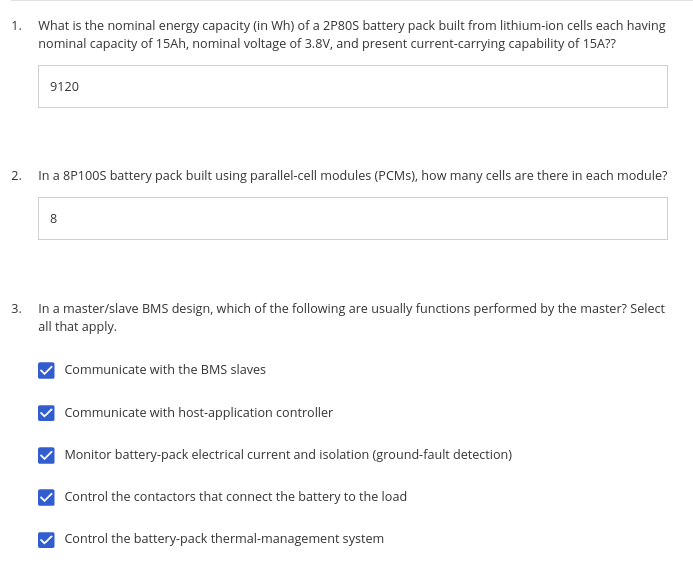 1. What is the nominal energy capacity (in Wh) of a 2P80S battery pack built from lithium-ion cells each having
nominal capacity of 15Ah, nominal voltage of 3.8V, and present current-carrying capability of 15A??
9120
2. In a 8P100S battery pack built using parallel-cell modules (PCMs), how many cells are there in each module?
8
3. In a master/slave BMS design, which of the following are usually functions performed by the master? Select
all that apply.
Communicate with the BMS slaves
Communicate with host-application controller
Monitor battery-pack electrical current and isolation (ground-fault detection)
Control the contactors that connect the battery to the load
Control the battery-pack thermal-management system